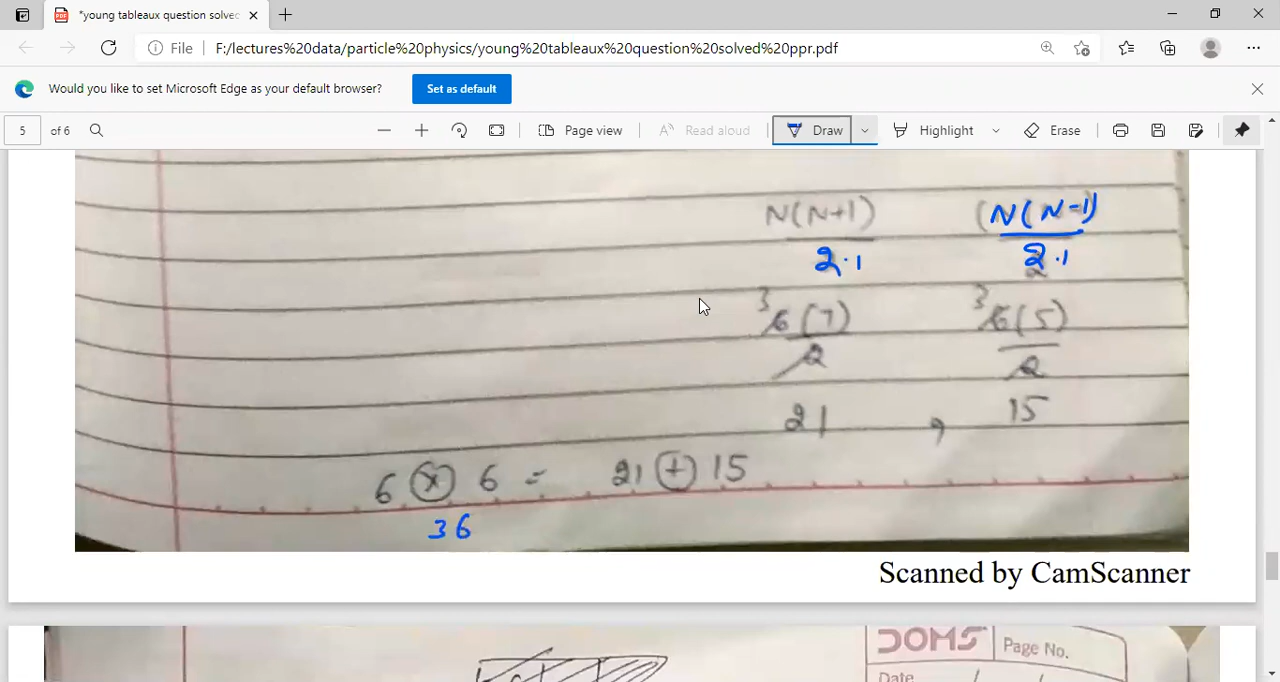 *young tableaux question solved
File F:/lectures%20data/particle%20physics/young%20tableaux%20question%20solved%20ppr.pdf
Would you like to set Microsoft Edge as your default browser? Set as default
5 of 6 Page view Read aloud Draw Highlight Erase
N(N+1) (N(N-1)
2.1 2.1
3 3
6(7) 6(5)
2 2
21 , 15
6 ⊗ 6 = 21 ⊕ 15
36
Scanned by CamScanner
DOMS Page No.
Date / /